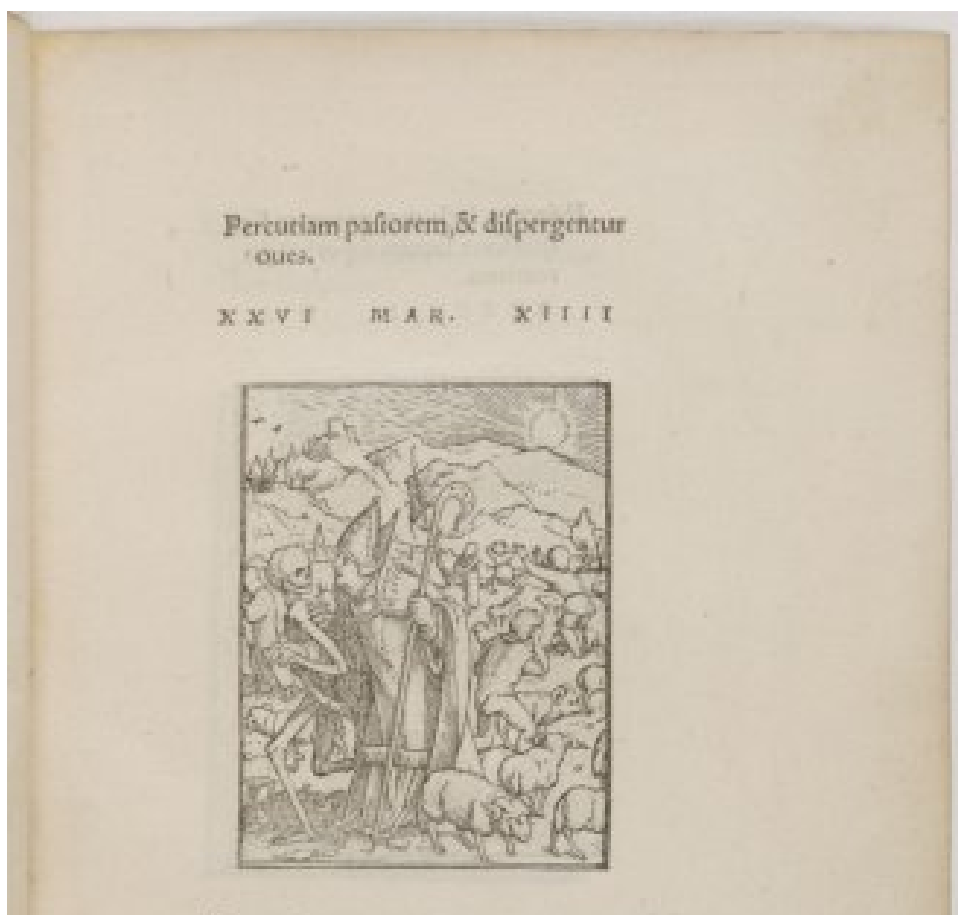 Percutiam paſtorem, & diſpergentur
oues.
XXVI MAR. XIIII